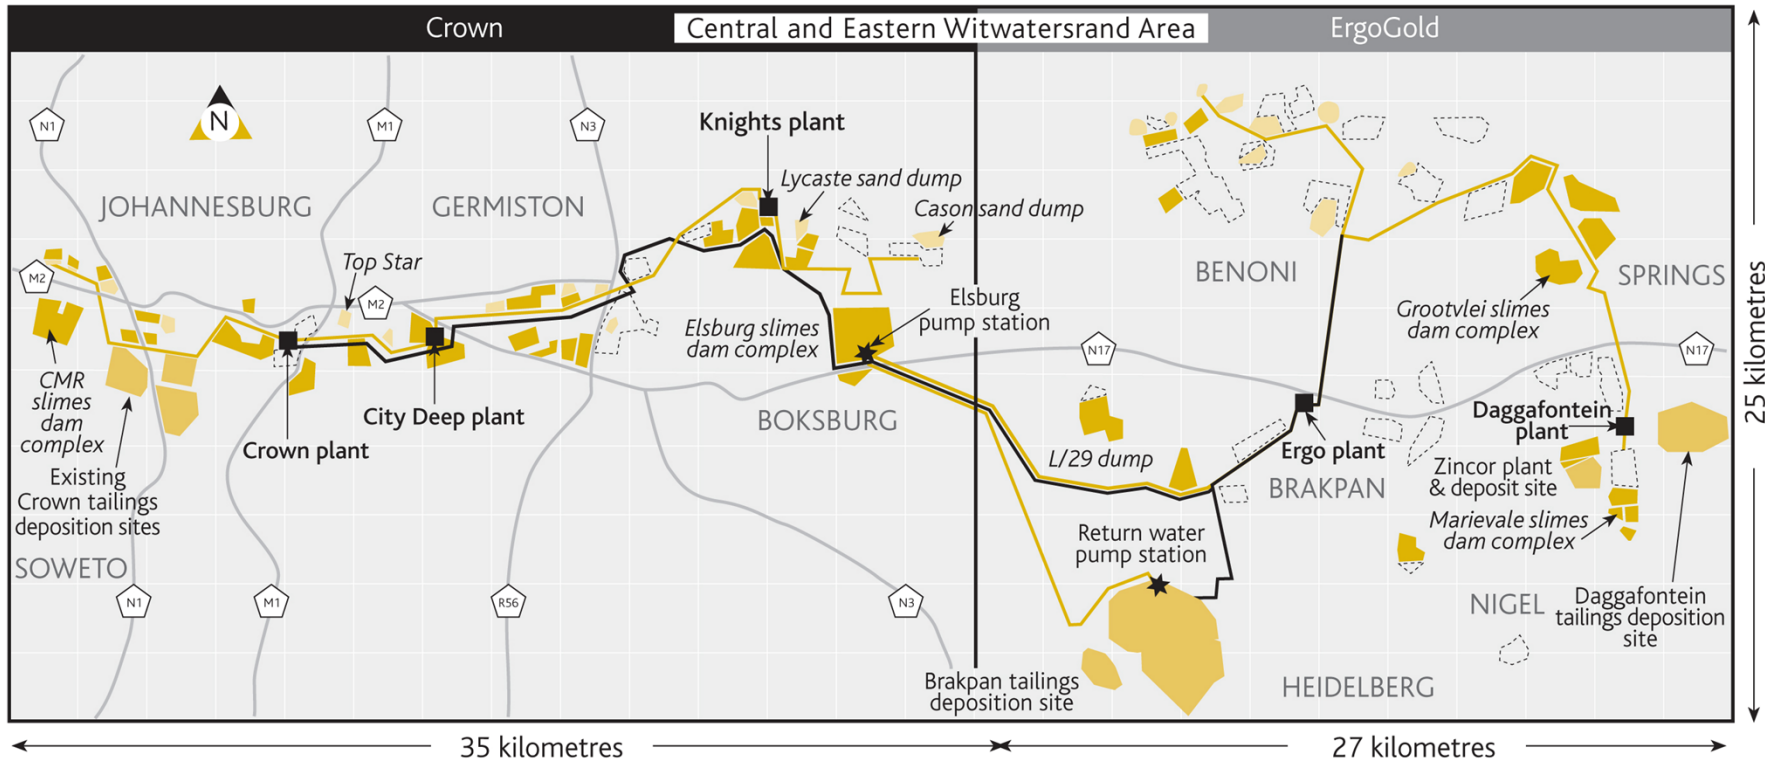 Crown
Central and Eastern Witwatersrand Area
ErgoGold
N
N1
M1
N3
Knights plant
Lycaste sand dump
Cason sand dump
JOHANNESBURG
GERMISTON
M2
Top Star
M2
BENONI
SPRINGS
Elsburg
pump station
Elsburg slimes
dam complex
Grootvlei slimes
dam complex
N17
N17
CMR
slimes
dam
complex
City Deep plant
Crown plant
BOKSBURG
Existing
Crown tailings
deposition sites
L/29 dump
Ergo plant
BRAKPAN
Daggafontein
plant
Zincor plant
& deposit site
Marievale slimes
dam complex
Return water
pump station
SOWETO
N1
M1
R56
N3
NIGEL
Daggafontein
tailings deposition
site
Brakpan tailings
deposition site
HEIDELBERG
25 kilometres
35 kilometres
27 kilometres